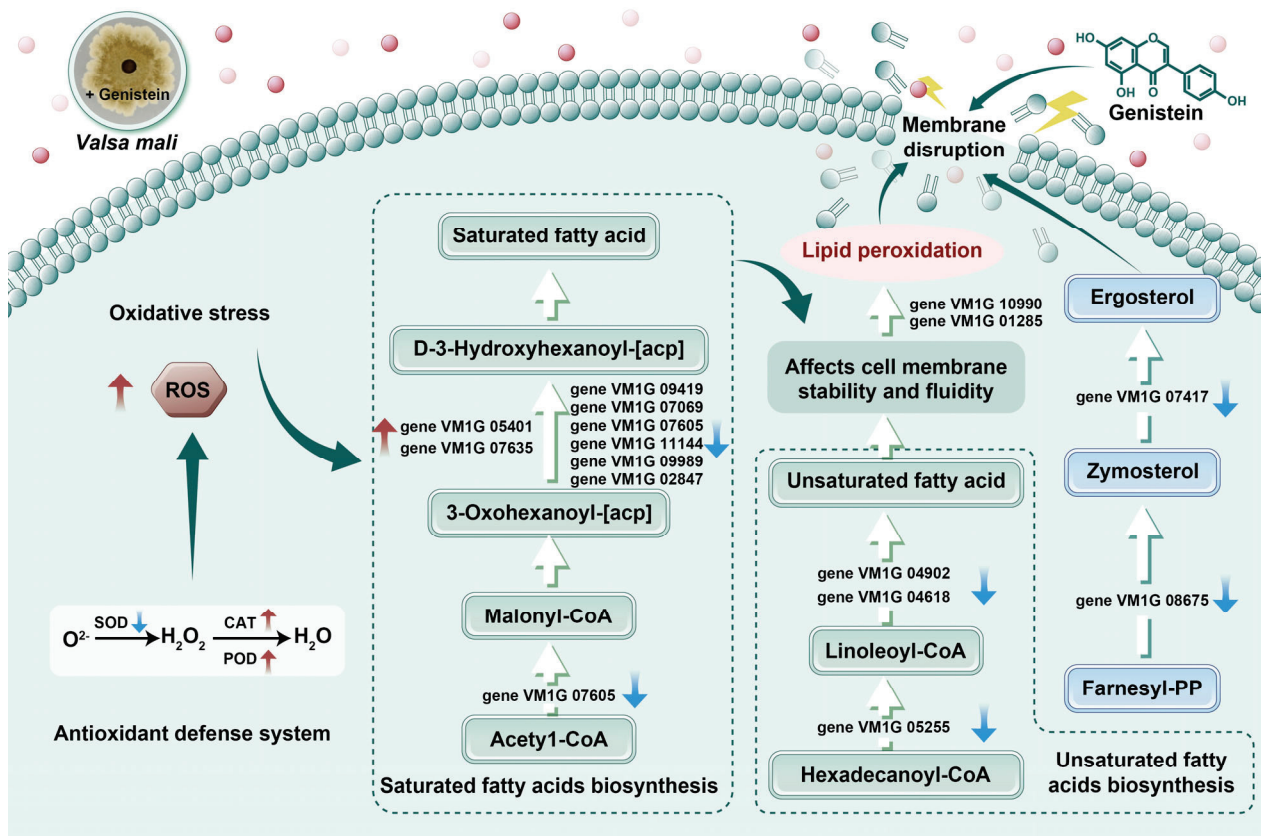 + Genistein
Valsa mali
HO
O
OH
O
OH
Genistein
Membrane
disruption
Lipid peroxidation
gene VM1G 10990
gene VM1G 01285
Affects cell membrane
stability and fluidity
Oxidative stress
ROS
O²⁻ SOD H₂O₂ CAT H₂O
POD
Antioxidant defense system
Saturated fatty acid
D-3-Hydroxyhexanoyl-[acp]
gene VM1G 05401
gene VM1G 07635
gene VM1G 09419
gene VM1G 07069
gene VM1G 07605
gene VM1G 11144
gene VM1G 09989
gene VM1G 02847
3-Oxohexanoyl-[acp]
Malonyl-CoA
gene VM1G 07605
Acety1-CoA
Saturated fatty acids biosynthesis
Unsaturated fatty acid
gene VM1G 04902
gene VM1G 04618
Linoleoyl-CoA
gene VM1G 05255
Hexadecanoyl-CoA
Unsaturated fatty
acids biosynthesis
Ergosterol
gene VM1G 07417
Zymosterol
gene VM1G 08675
Farnesyl-PP